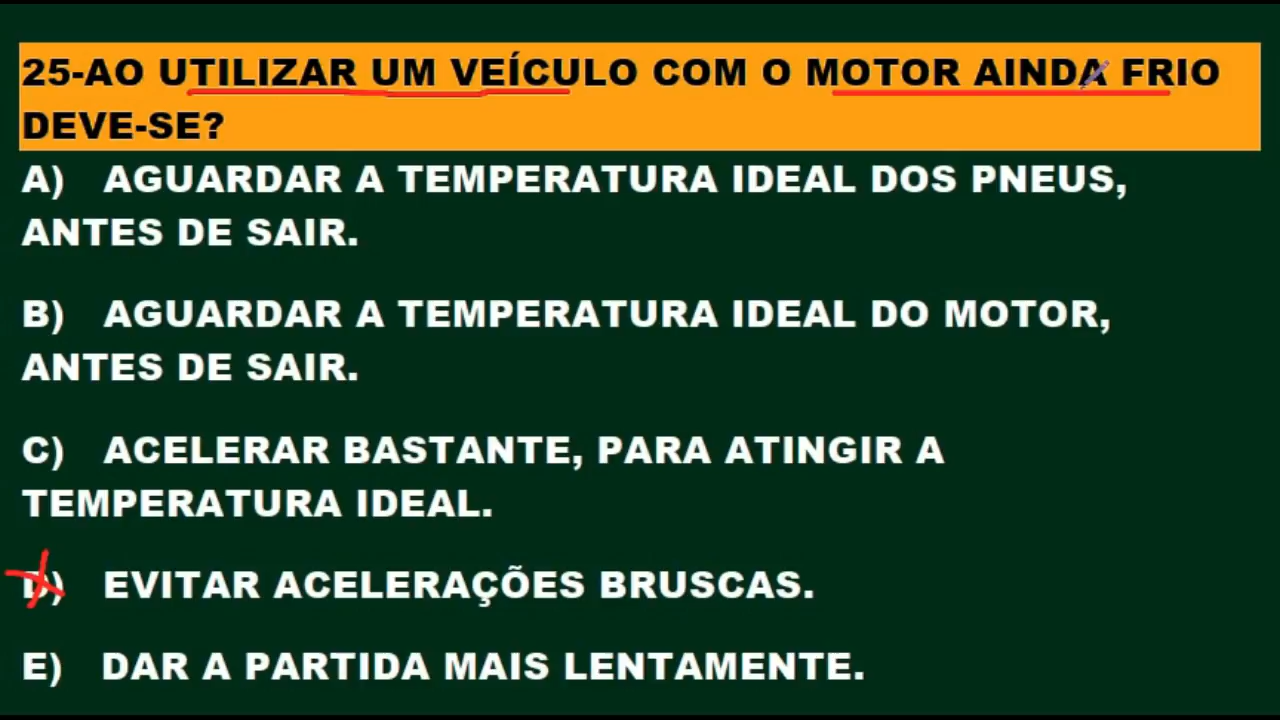 25-AO UTILIZAR UM VEÍCULO COM O MOTOR AINDA FRIO
DEVE-SE?
A) AGUARDAR A TEMPERATURA IDEAL DOS PNEUS,
ANTES DE SAIR.
B) AGUARDAR A TEMPERATURA IDEAL DO MOTOR,
ANTES DE SAIR.
C) ACELERAR BASTANTE, PARA ATINGIR A
TEMPERATURA IDEAL.
D) EVITAR ACELERAÇÕES BRUSCAS.
E) DAR A PARTIDA MAIS LENTAMENTE.